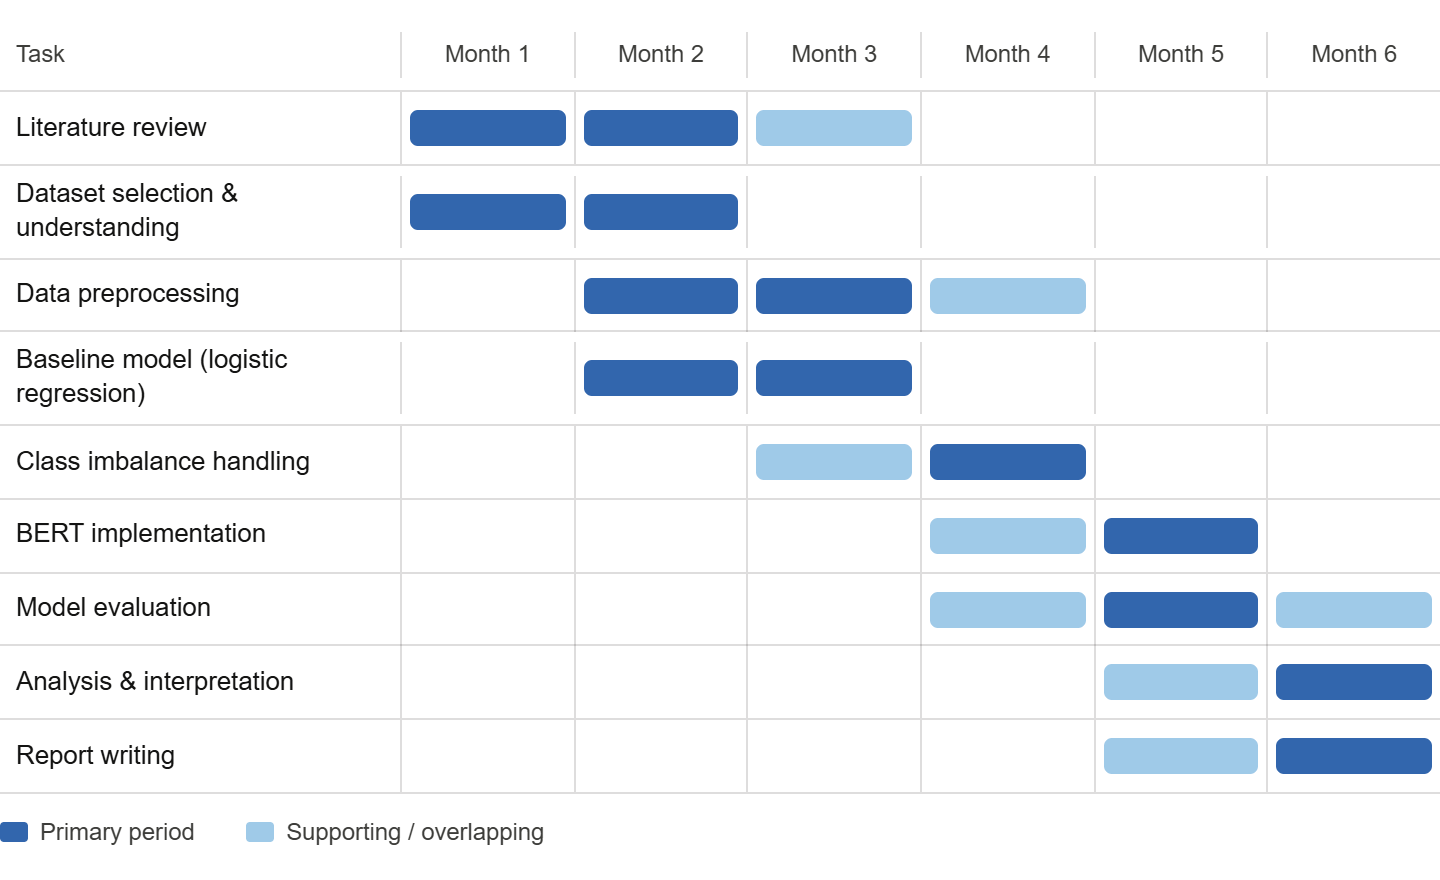 Task Month 1 Month 2 Month 3 Month 4 Month 5 Month 6
Literature review
Dataset selection &
understanding
Data preprocessing
Baseline model (logistic
regression)
Class imbalance handling
BERT implementation
Model evaluation
Analysis & interpretation
Report writing
Primary period Supporting / overlapping